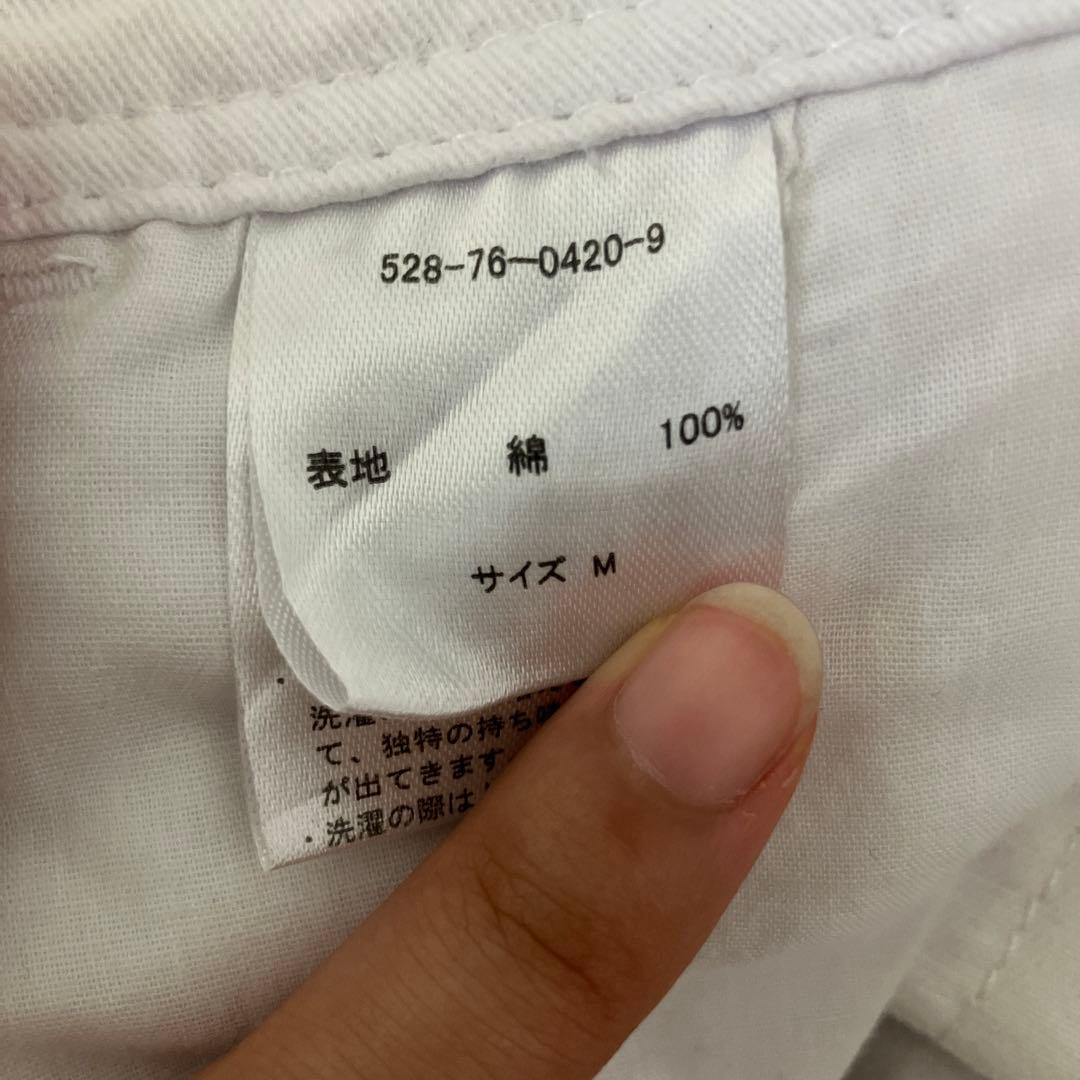 528-76-0420-9
表地 綿 100%
サイズ M
・
洗濯
て、独特の持ち味
が出てきます
・洗濯の際は